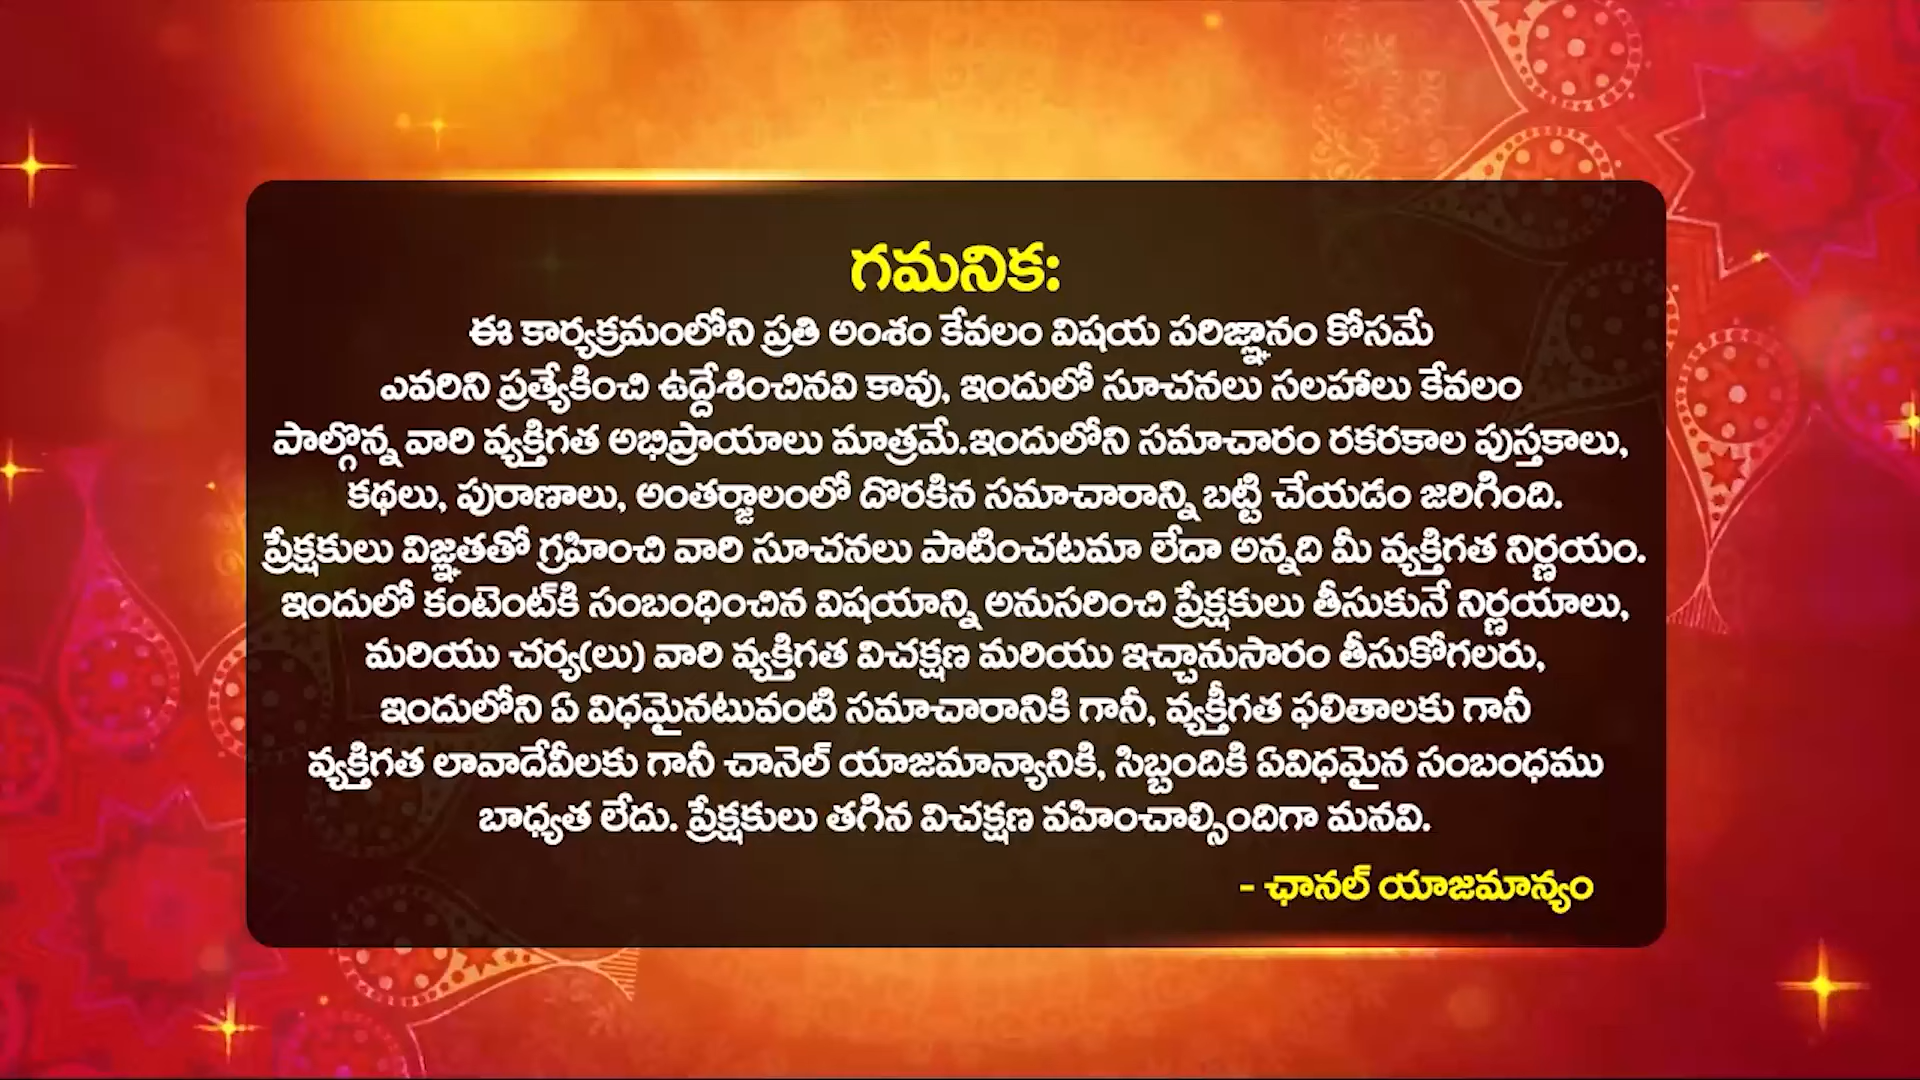 గమనిక:
ఈ కార్యక్రమంలోని ప్రతి అంశం కేవలం విషయ పరిజ్ఞానం కోసమే
ఎవరిని ప్రత్యేకించి ఉద్దేశించినవి కావు, ఇందులో సూచనలు సలహాలు కేవలం
పాల్గొన్న వారి వ్యక్తిగత అభిప్రాయాలు మాత్రమే.ఇందులోని సమాచారం రకరకాల పుస్తకాలు,
కథలు, పురాణాలు, అంతర్జాలంలో దొరకిన సమాచారాన్ని బట్టి చేయడం జరిగింది.
ప్రేక్షకులు విజ్ఞతతో గ్రహించి వారి సూచనలు పాటించటమా లేదా అన్నది మీ వ్యక్తిగత నిర్ణయం.
ఇందులో కంటెంట్‌కి సంబంధించిన విషయాన్ని అనుసరించి ప్రేక్షకులు తీసుకునే నిర్ణయాలు,
మరియు చర్య(లు) వారి వ్యక్తిగత విచక్షణ మరియు ఇచ్చానుసారం తీసుకోగలరు,
ఇందులోని ఏ విధమైనటువంటి సమాచారానికి గానీ, వ్యక్తీగత ఫలితాలకు గానీ
వ్యక్తిగత లావాదేవీలకు గానీ చానెల్ యాజమాన్యానికి, సిబ్బందికి ఏవిధమైన సంబంధము
బాధ్యత లేదు. ప్రేక్షకులు తగిన విచక్షణ వహించాల్సిందిగా మనవి.
- ఛానల్ యాజమాన్యం